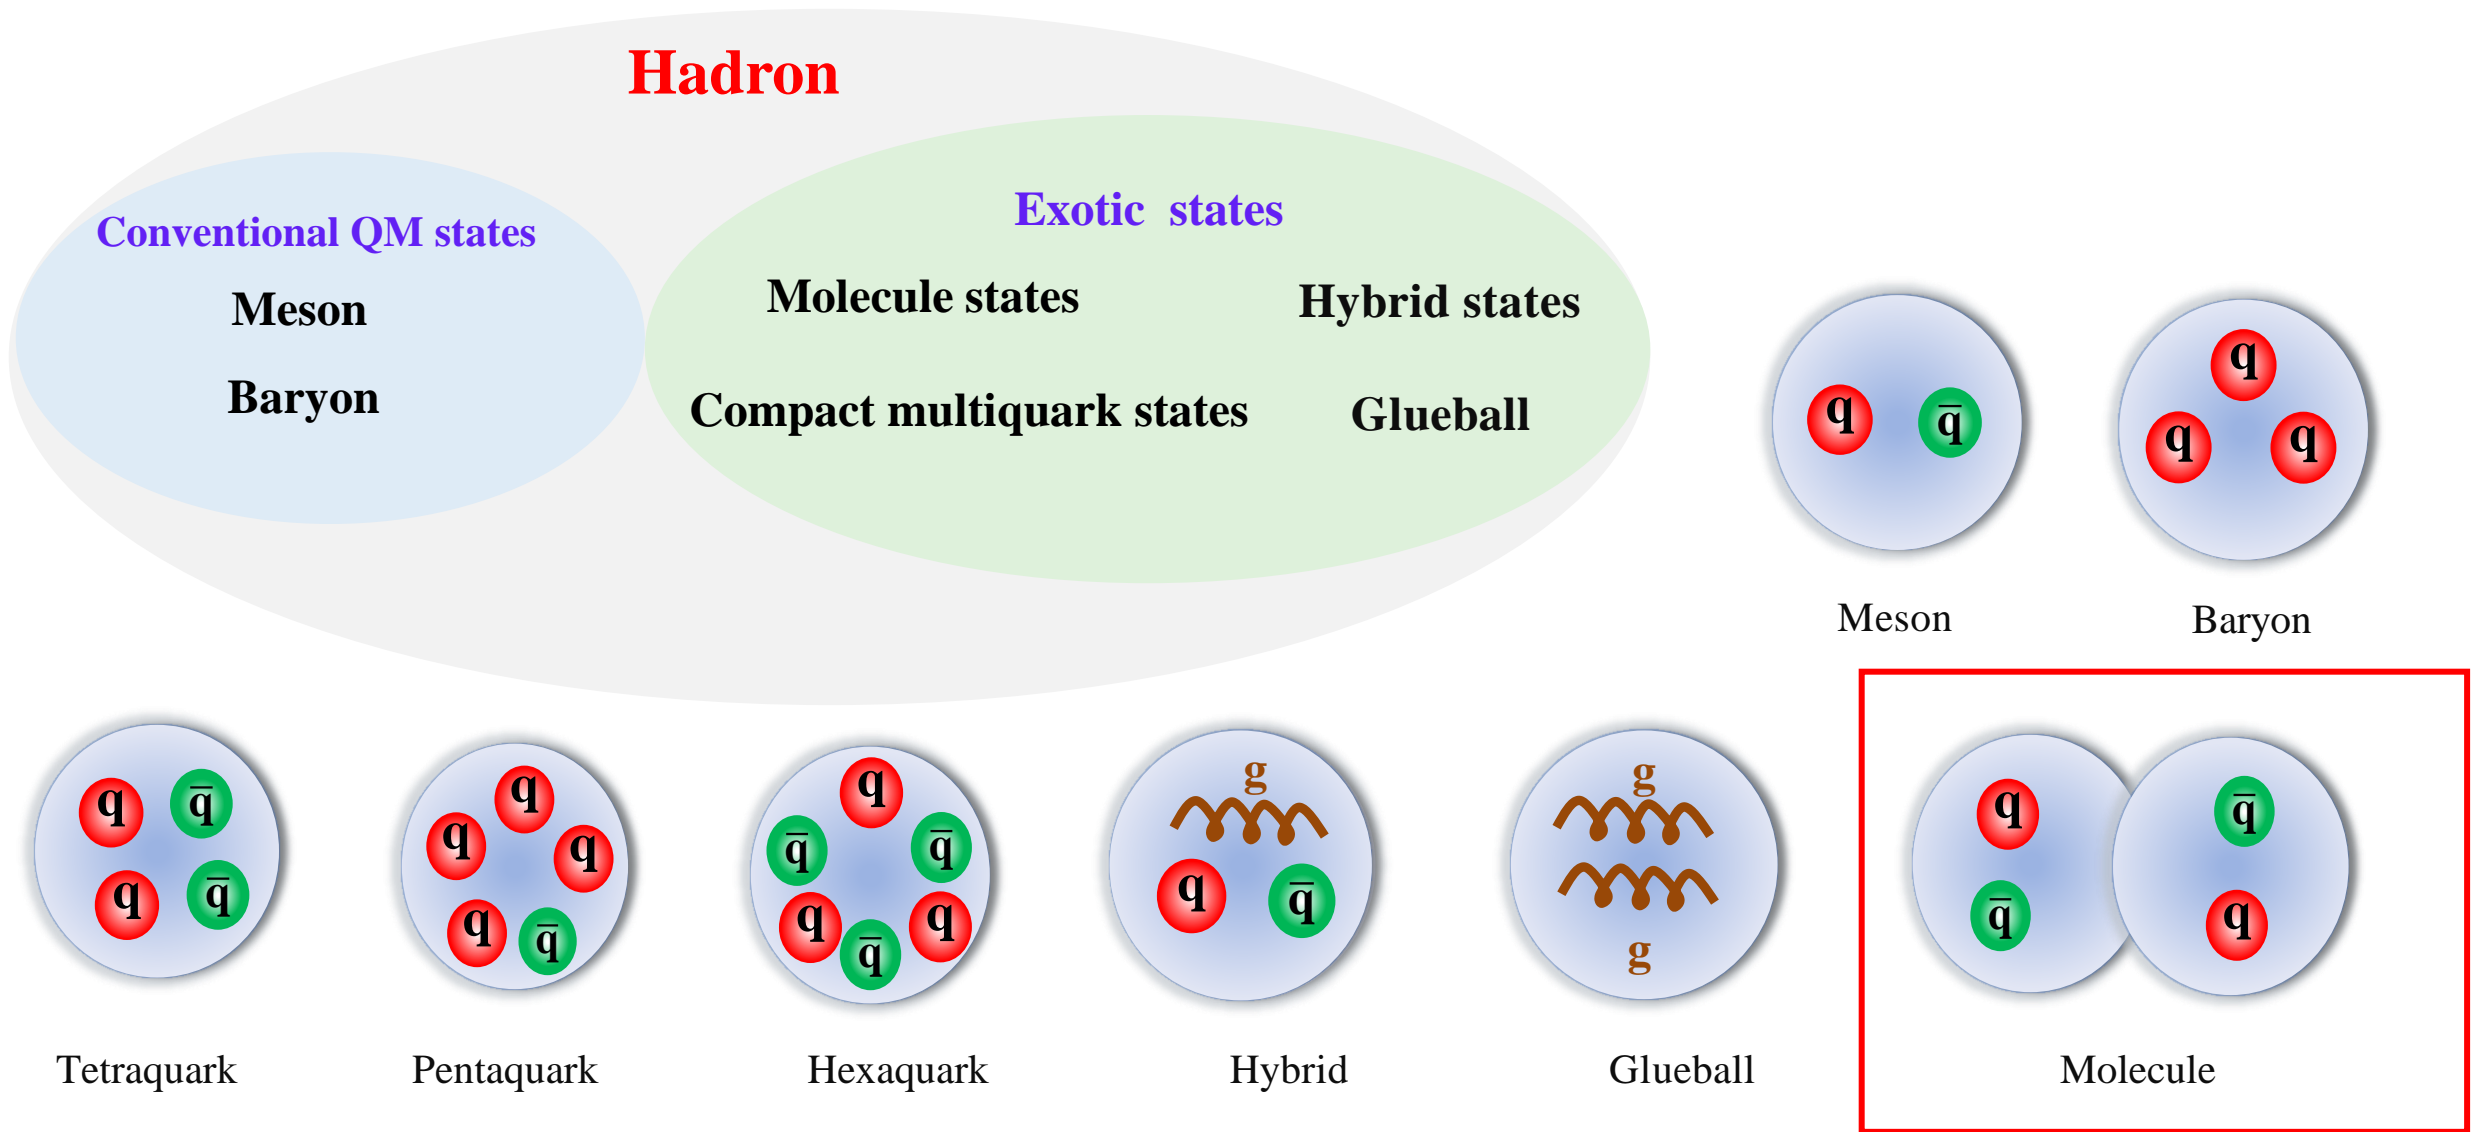 Hadron
Conventional QM states
Meson
Baryon
Exotic states
Molecule states
Hybrid states
Compact multiquark states
Glueball
q q̅
Meson
q
q q
Baryon
q q̅
q q̅
Tetraquark
q
q q
q q̅
Pentaquark
q
q̅ q̅
q q
q̅
Hexaquark
g
q q̅
Hybrid
g
g
Glueball
q q̅
q̅ q
Molecule